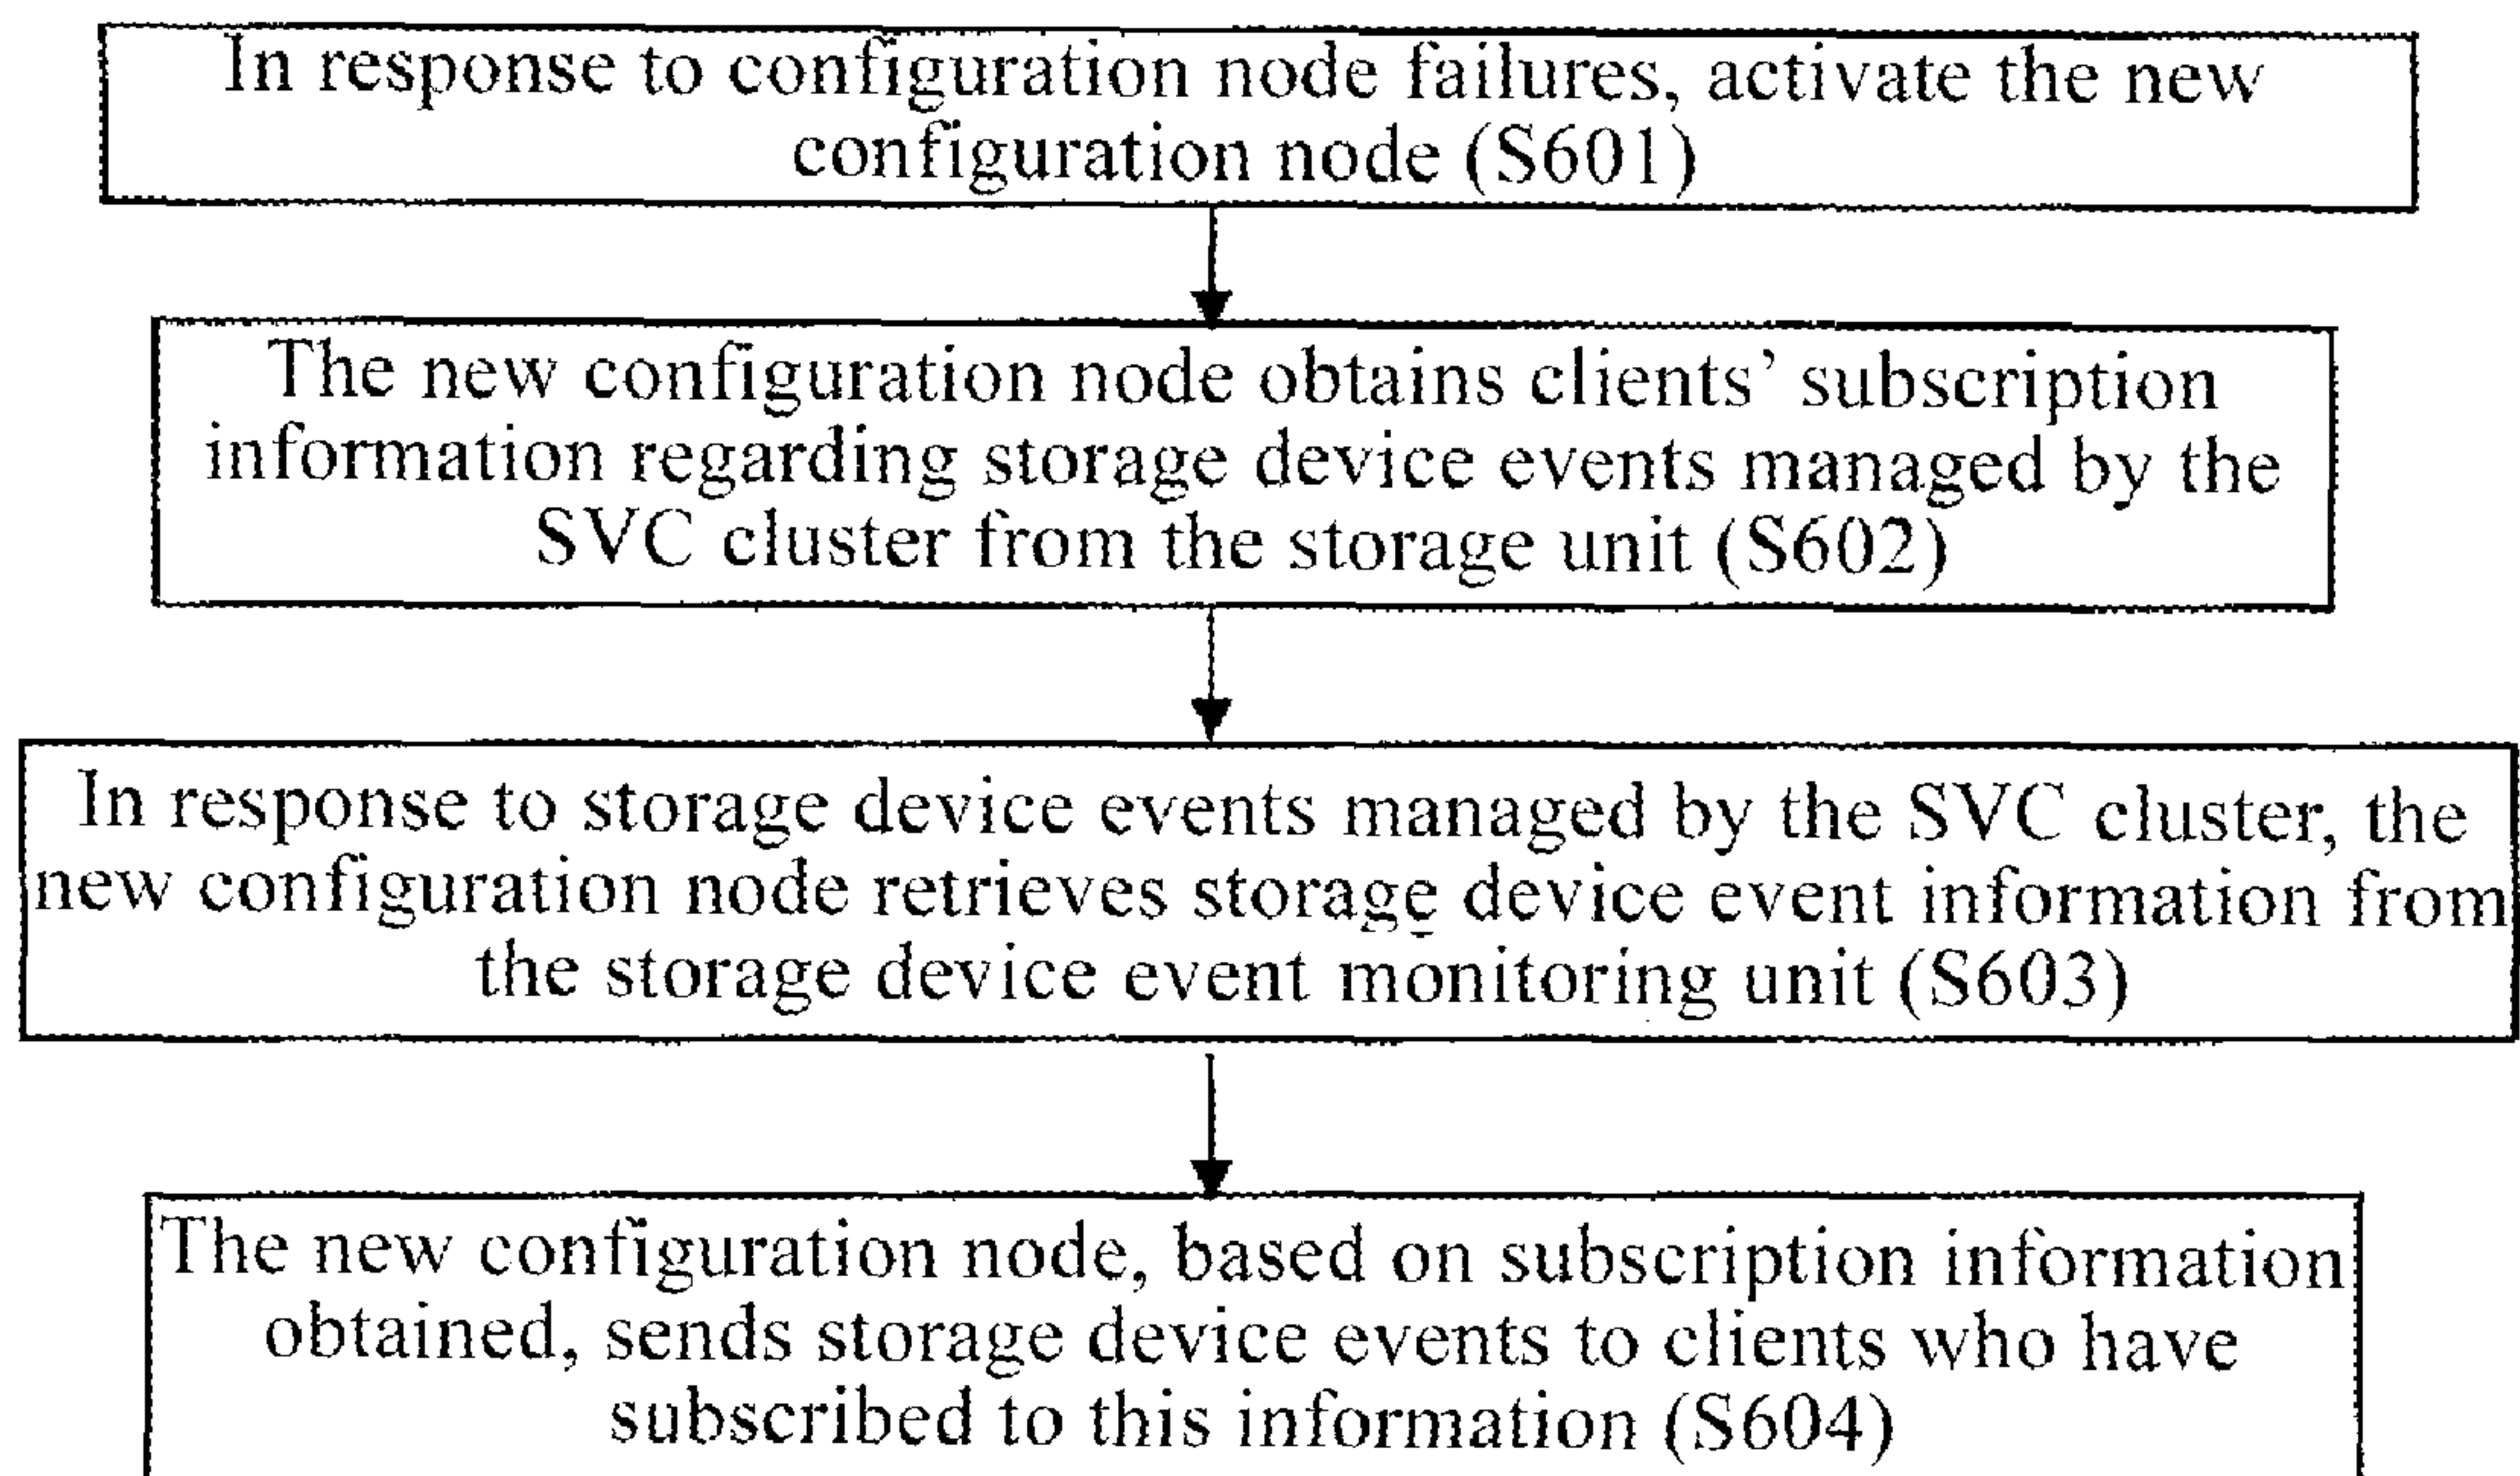 In response to configuration node failures, activate the new
configuration node (S601)
The new configuration node obtains clients’ subscription
information regarding storage device events managed by the
SVC cluster from the storage unit (S602)
In response to storage device events managed by the SVC cluster, the
new configuration node retrieves storage device event information from
the storage device event monitoring unit (S603)
The new configuration node, based on subscription information
obtained, sends storage device events to clients who have
subscribed to this information (S604)